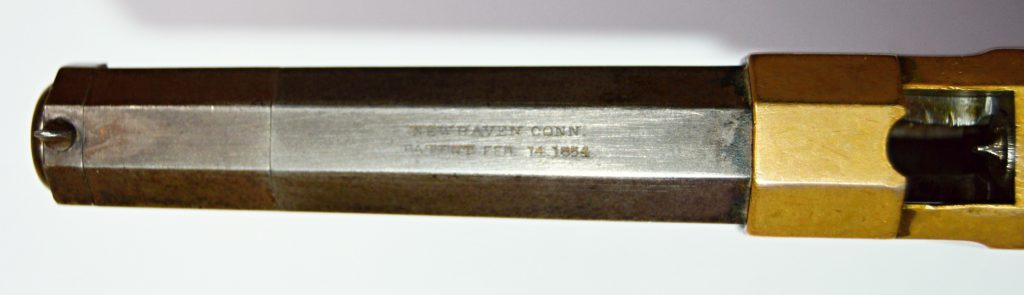 NEW HAVEN CONN
PATENT FEB 14 1854